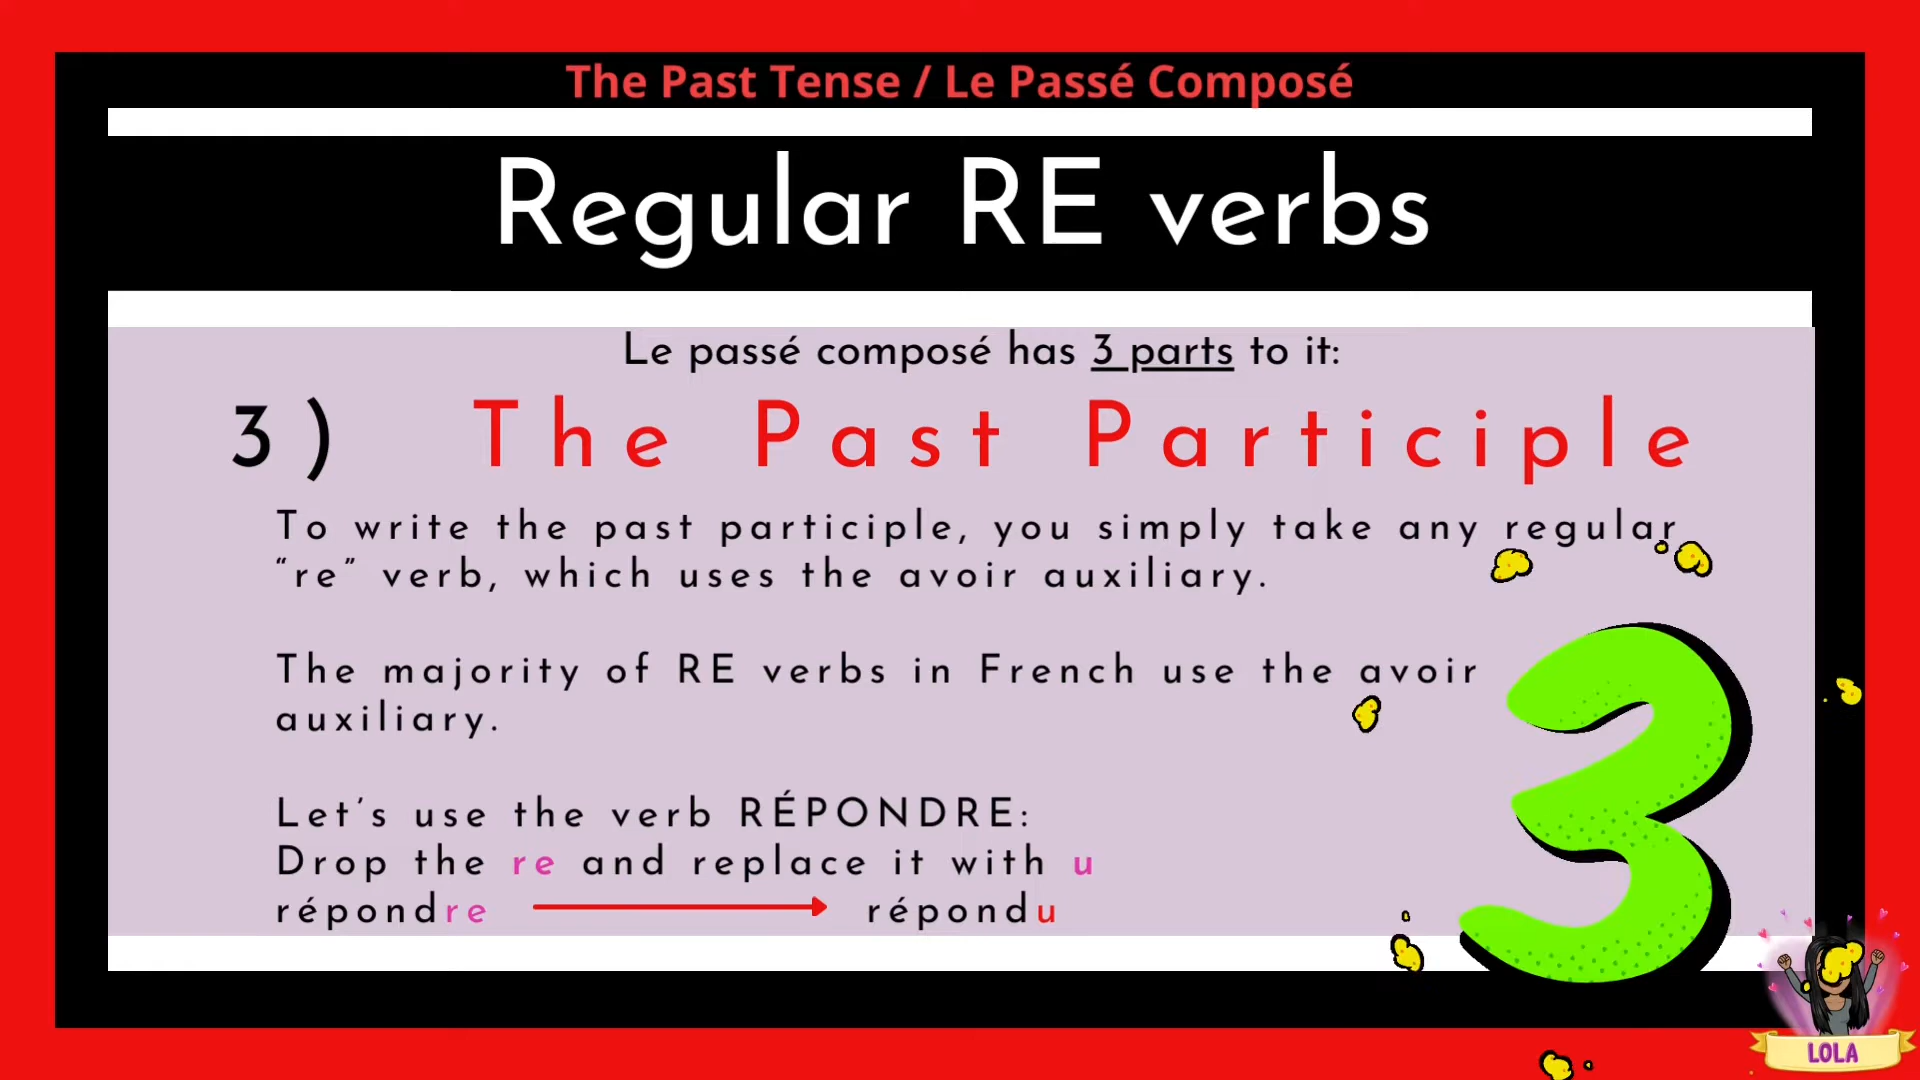 The Past Tense / Le Passé Composé
Regular RE verbs
Le passé composé has 3 parts to it:
3) The Past Participle
To write the past participle, you simply take any regular
“re” verb, which uses the avoir auxiliary.
The majority of RE verbs in French use the avoir
auxiliary.
Let’s use the verb RÉPONDRE:
Drop the re and replace it with u
répondre répondu
3
LOLA